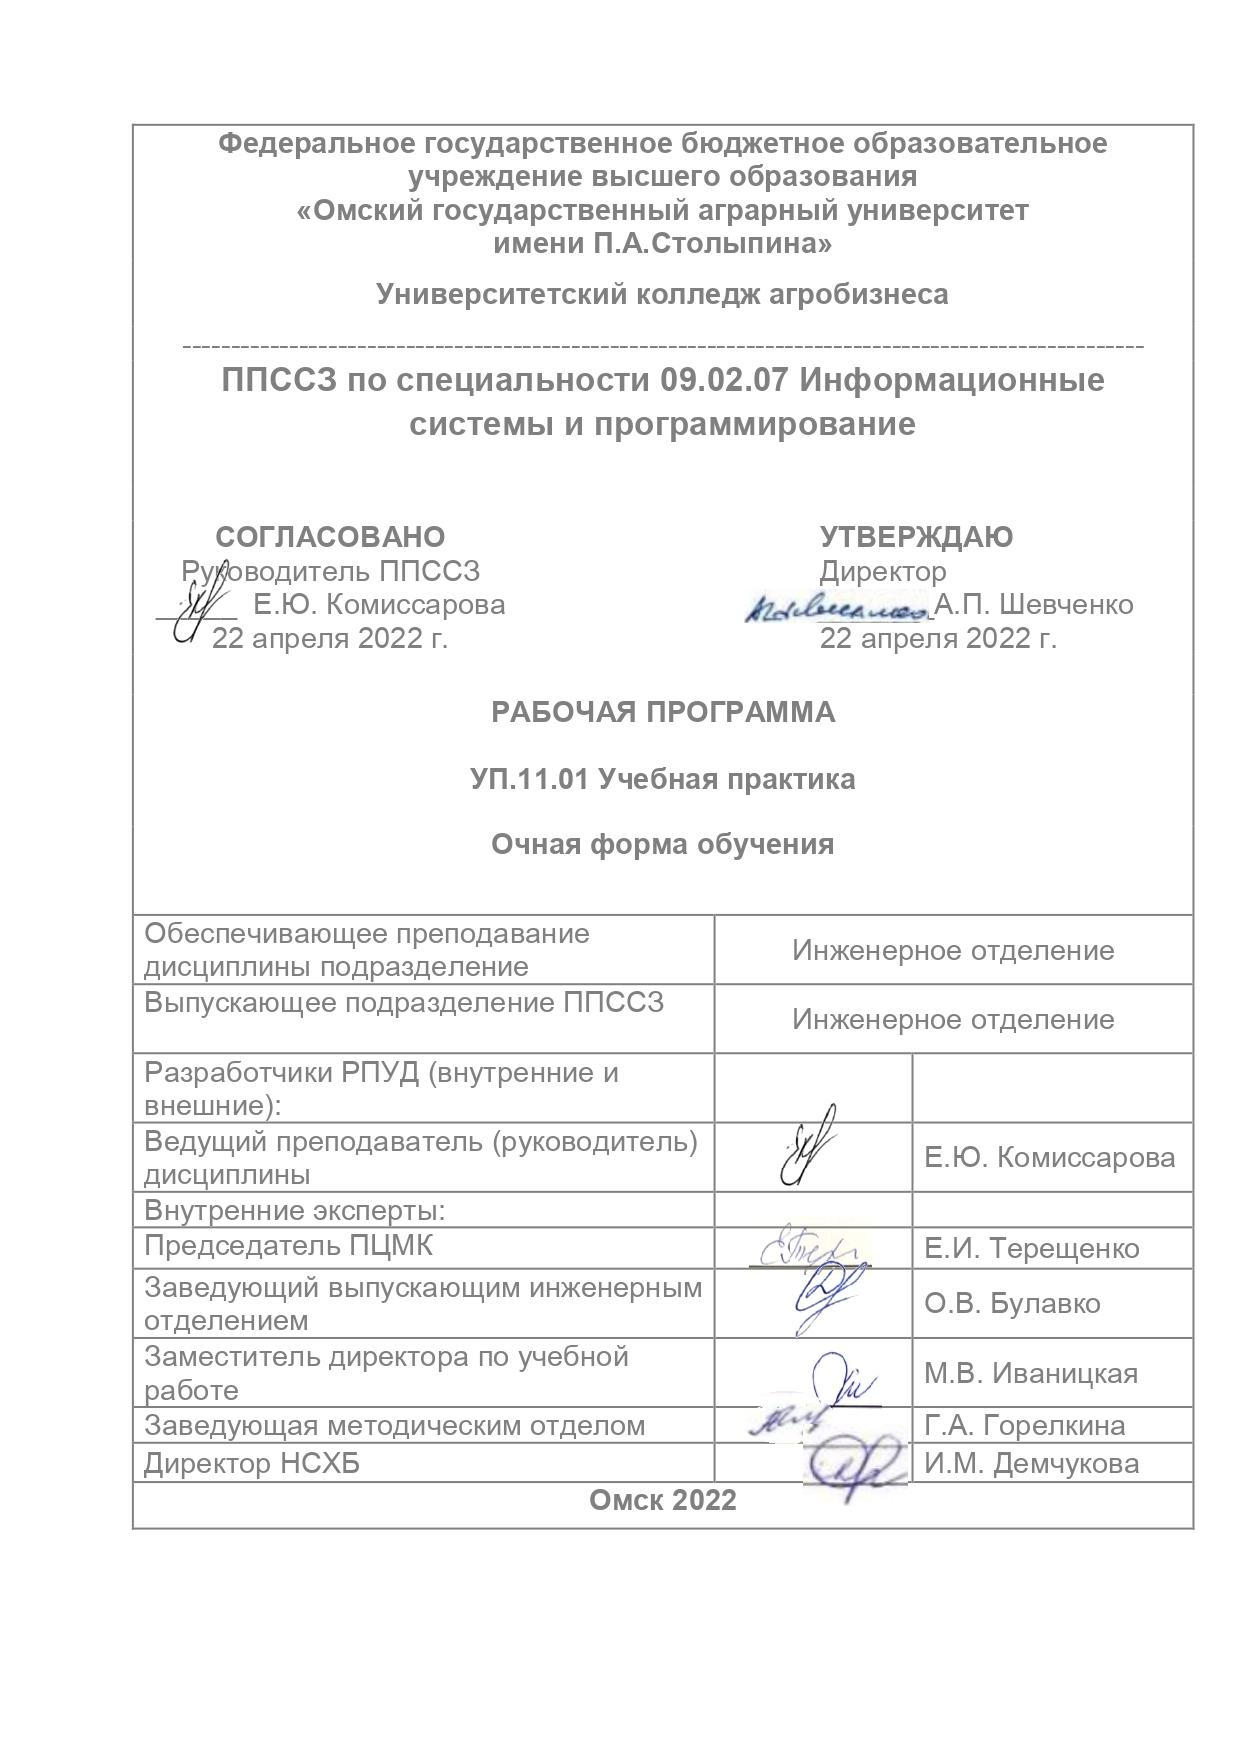 Федеральное государственное бюджетное образовательное
учреждение высшего образования
«Омский государственный аграрный университет
имени П.А.Столыпина»
Университетский колледж агробизнеса
---------------------------------------------------------------------------------------------------
ППССЗ по специальности 09.02.07 Информационные
системы и программирование
СОГЛАСОВАНО
Руководитель ППССЗ
______ Е.Ю. Комиссарова
22 апреля 2022 г.
УТВЕРЖДАЮ
Директор
________А.П. Шевченко
22 апреля 2022 г.
РАБОЧАЯ ПРОГРАММА
УП.11.01 Учебная практика
Очная форма обучения
Обеспечивающее преподавание
дисциплины подразделение
Инженерное отделение
Выпускающее подразделение ППССЗ
Инженерное отделение
Разработчики РПУД (внутренние и
внешние):
Ведущий преподаватель (руководитель)
дисциплины
Е.Ю. Комиссарова
Внутренние эксперты:
Председатель ПЦМК
Е.И. Терещенко
Заведующий выпускающим инженерным
отделением
О.В. Булавко
Заместитель директора по учебной
работе
М.В. Иваницкая
Заведующая методическим отделом
Г.А. Горелкина
Директор НСХБ
И.М. Демчукова
Омск 2022